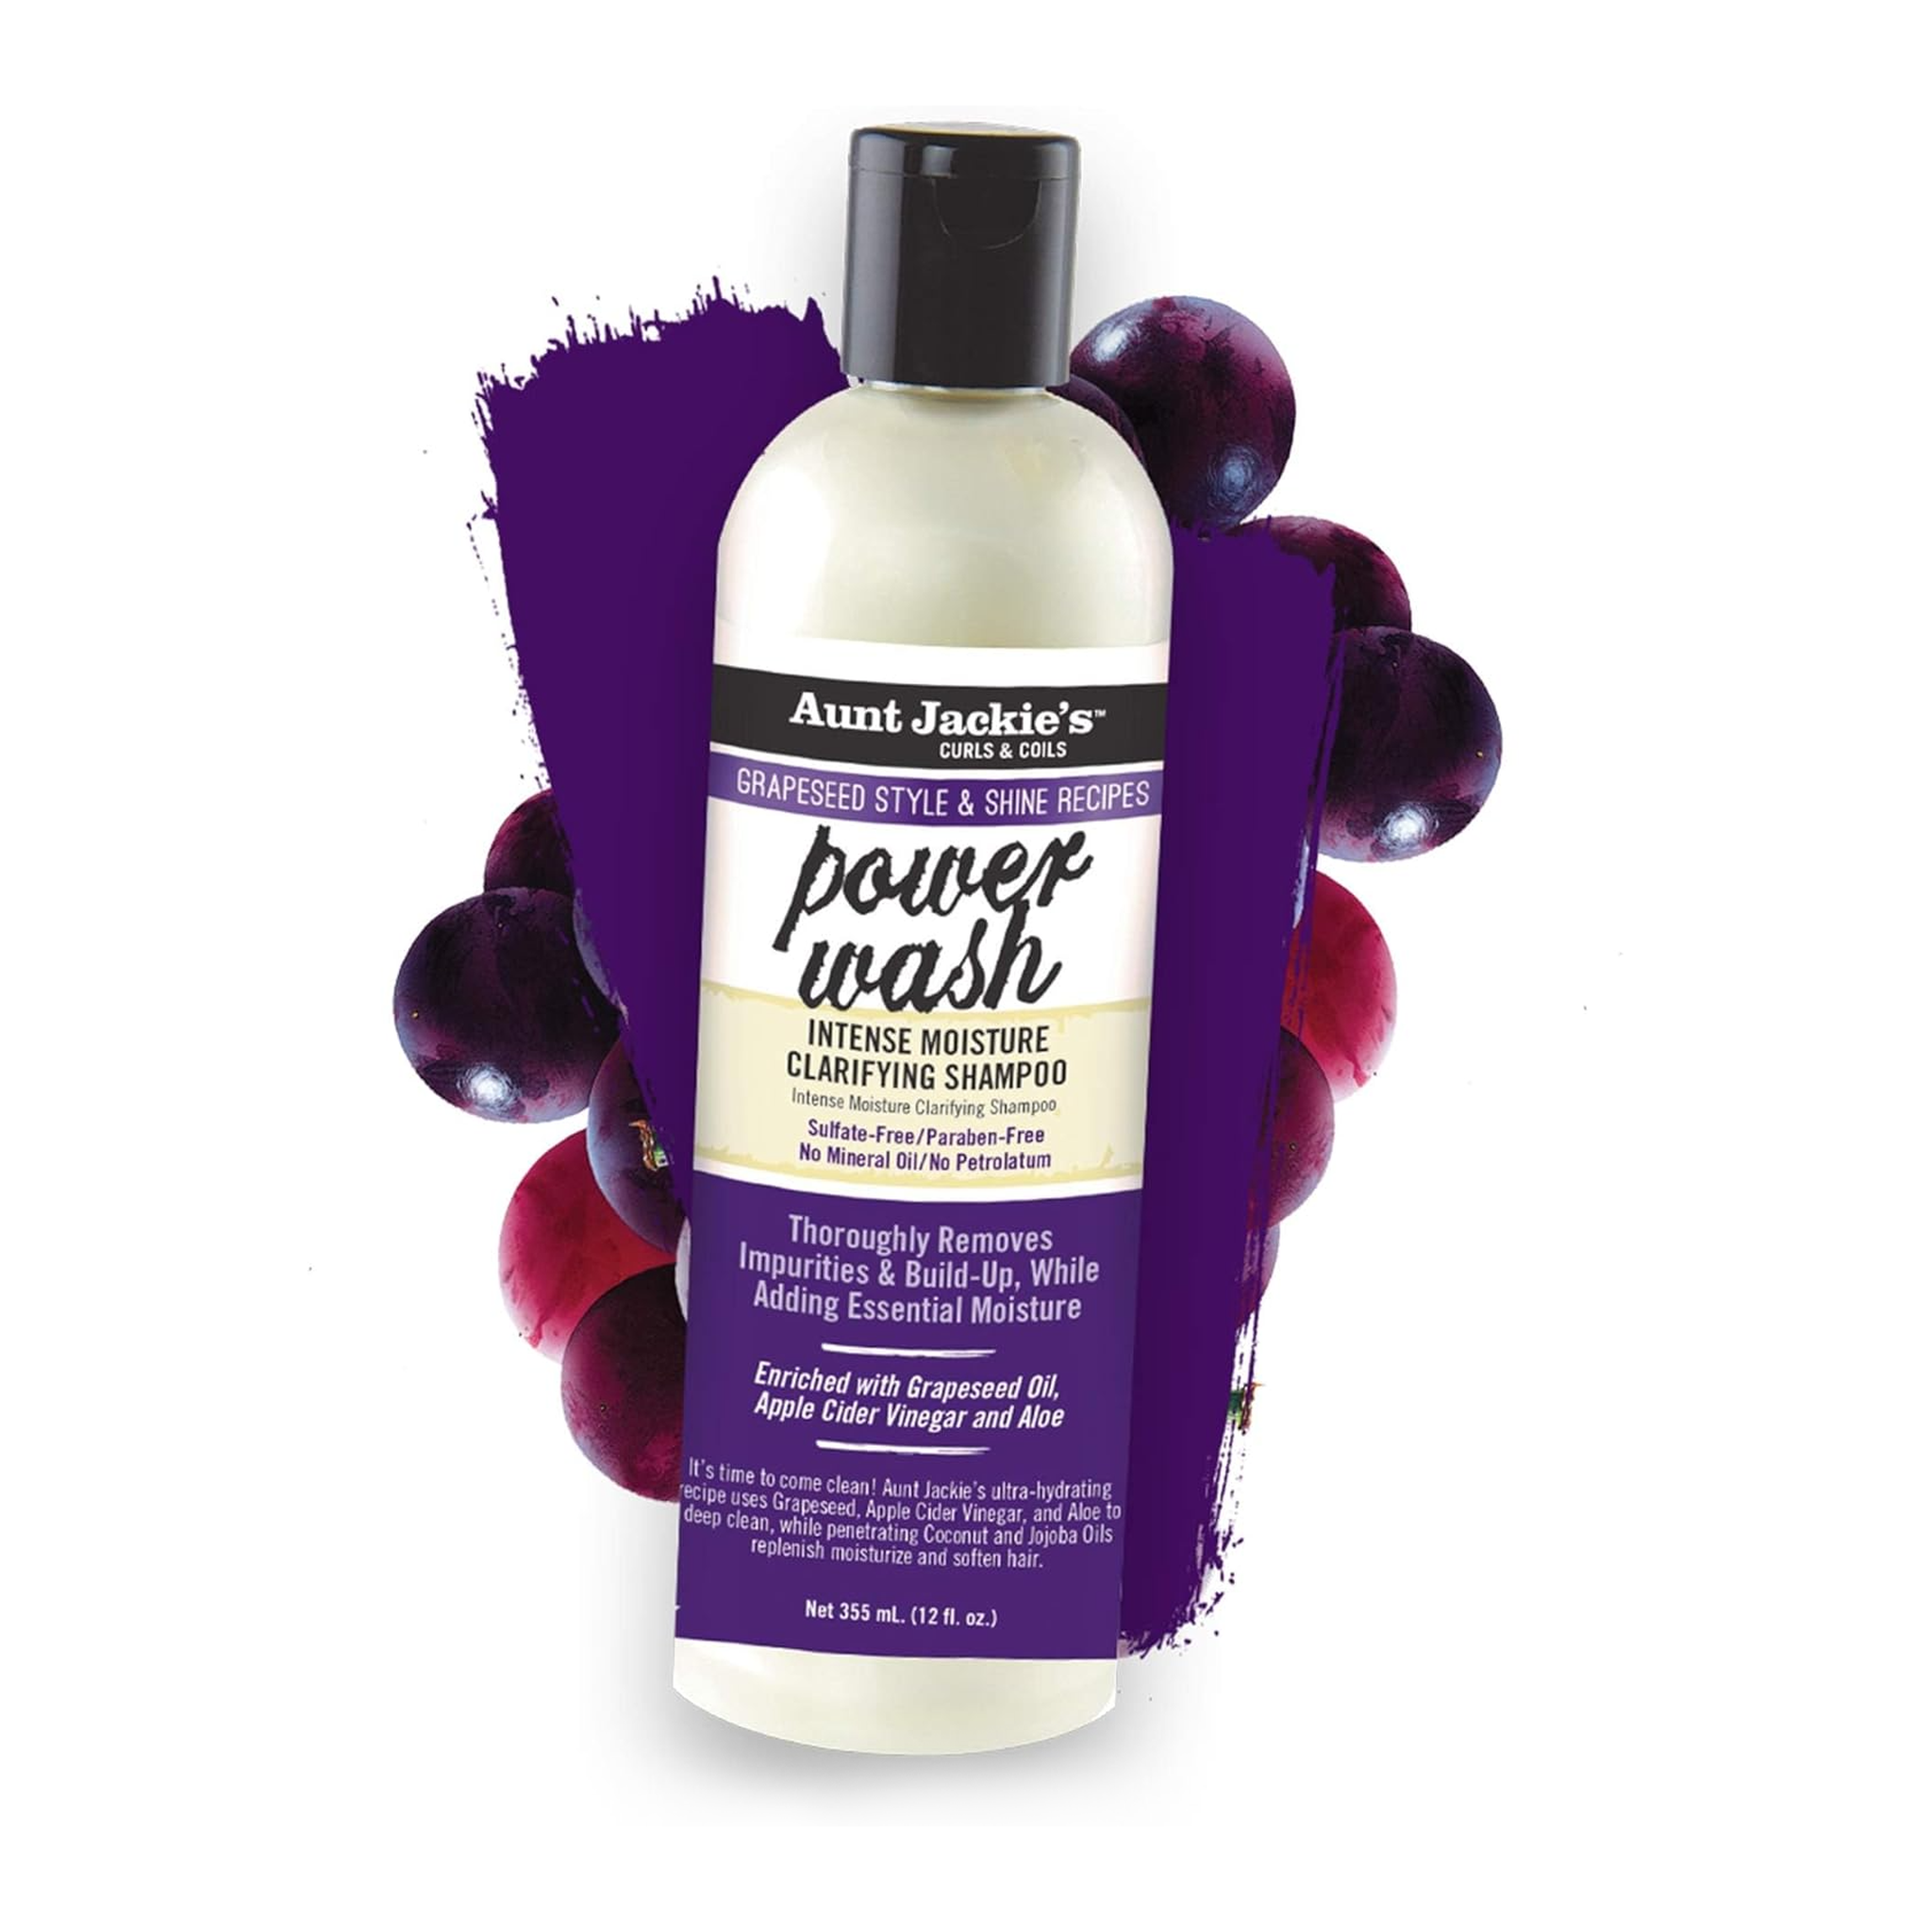 Aunt Jackie's™
CURLS & COILS
GRAPESEED STYLE & SHINE RECIPES
power
wash
INTENSE MOISTURE
CLARIFYING SHAMPOO
Intense Moisture Clarifying Shampoo
Sulfate-Free/Paraben-Free
No Mineral Oil/No Petrolatum
Thoroughly Removes
Impurities & Build-Up, While
Adding Essential Moisture
Enriched with Grapeseed Oil,
Apple Cider Vinegar and Aloe
It's time to come clean! Aunt Jackie's ultra-hydrating
recipe uses Grapeseed, Apple Cider Vinegar, and Aloe to
deep clean, while penetrating Coconut and Jojoba Oils
replenish moisturize and soften hair.
Net 355 mL. (12 fl. oz.)